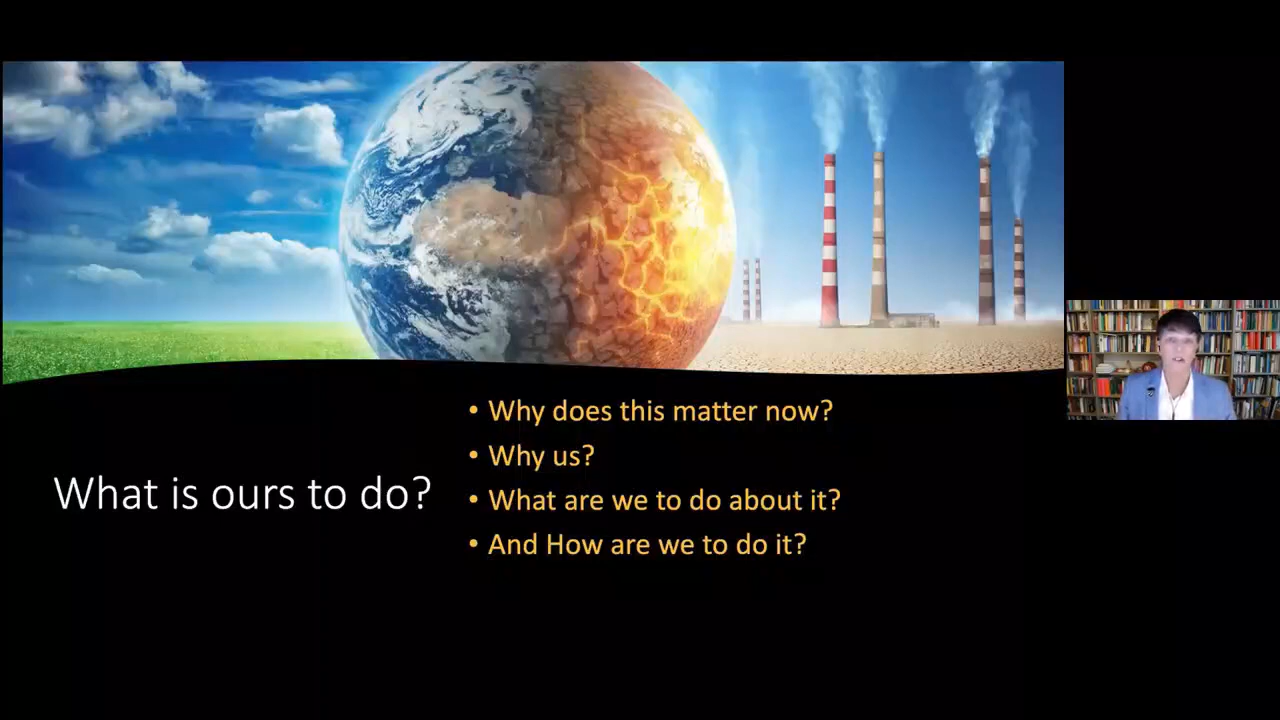 What is ours to do?
• Why does this matter now?
• Why us?
• What are we to do about it?
• And How are we to do it?